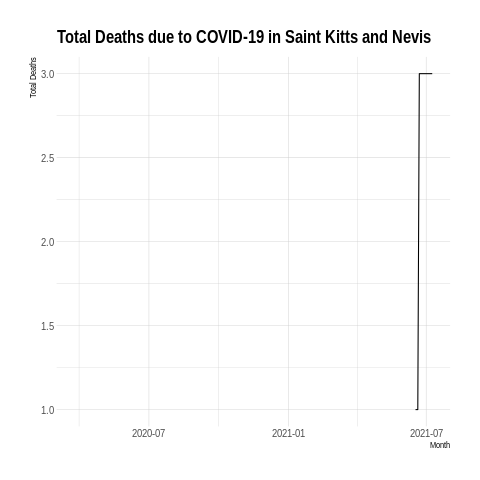 Total Deaths due to COVID-19 in Saint Kitts and Nevis
Total Deaths
3.0
2.5
2.0
1.5
1.0
2020-07
2021-01
2021-07
Month